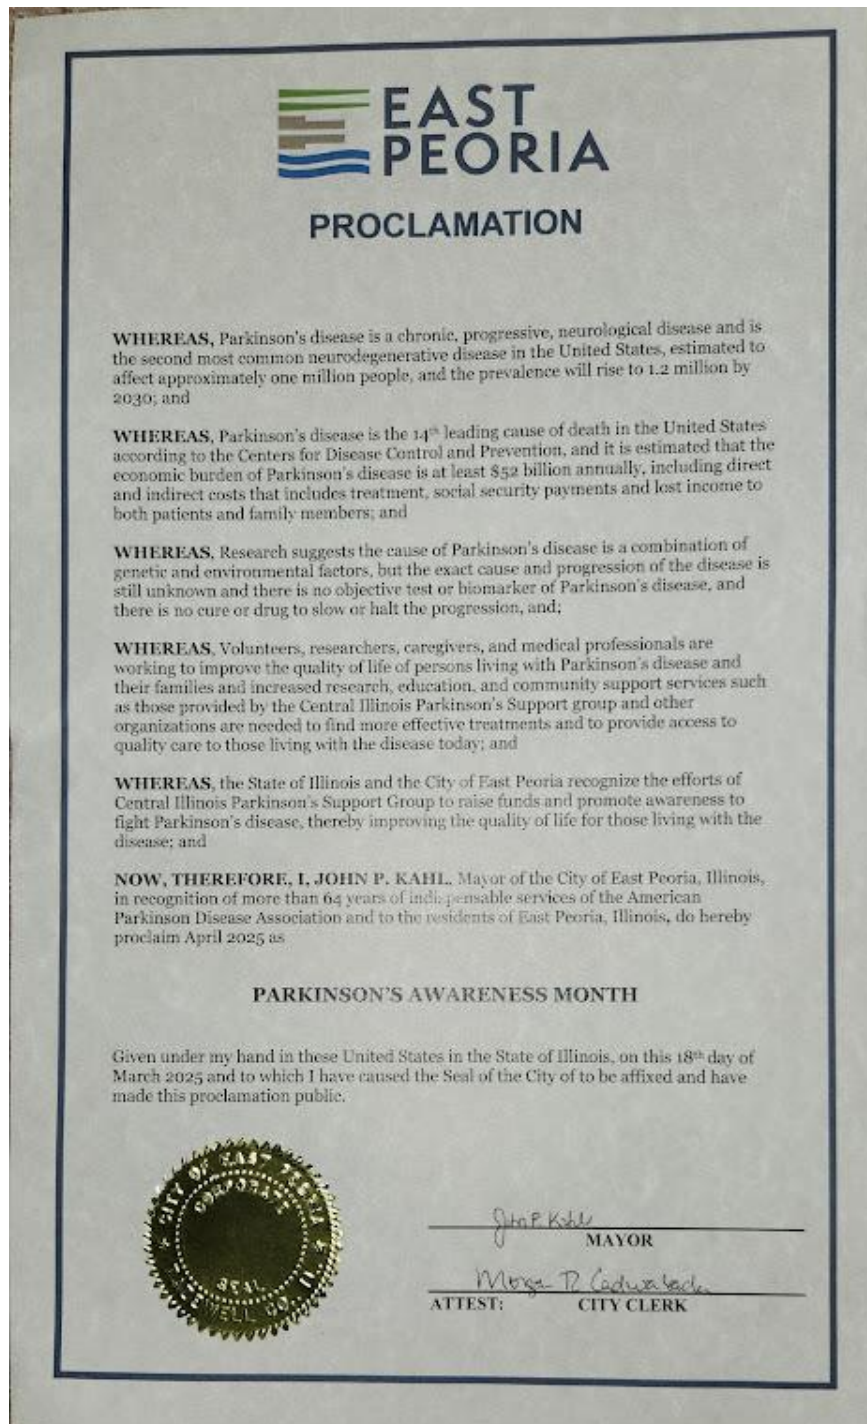 EAST
PEORIA
PROCLAMATION
WHEREAS, Parkinson's disease is a chronic, progressive, neurological disease and is
the second most common neurodegenerative disease in the United States, estimated to
affect approximately one million people, and the prevalence will rise to 1.2 million by
2030; and
WHEREAS, Parkinson's disease is the 14th leading cause of death in the United States
according to the Centers for Disease Control and Prevention, and it is estimated that the
economic burden of Parkinson's disease is at least $52 billion annually, including direct
and indirect costs that includes treatment, social security payments and lost income to
both patients and family members; and
WHEREAS, Research suggests the cause of Parkinson's disease is a combination of
genetic and environmental factors, but the exact cause and progression of the disease is
still unknown and there is no objective test or biomarker of Parkinson's disease, and
there is no cure or drug to slow or halt the progression, and;
WHEREAS, Volunteers, researchers, caregivers, and medical professionals are
working to improve the quality of life of persons living with Parkinson's disease and
their families and increased research, education, and community support services such
as those provided by the Central Illinois Parkinson's Support group and other
organizations are needed to find more effective treatments and to provide access to
quality care to those living with the disease today; and
WHEREAS, the State of Illinois and the City of East Peoria recognize the efforts of
Central Illinois Parkinson's Support Group to raise funds and promote awareness to
fight Parkinson's disease, thereby improving the quality of life for those living with the
disease; and
NOW, THEREFORE, I, JOHN P. KAHL, Mayor of the City of East Peoria, Illinois,
in recognition of more than 64 years of indispensable services of the American
Parkinson Disease Association and to the residents of East Peoria, Illinois, do hereby
proclaim April 2025 as
PARKINSON'S AWARENESS MONTH
Given under my hand in these United States in the State of Illinois, on this 18th day of
March 2025 and to which I have caused the Seal of the City of to be affixed and have
made this proclamation public.
CITY OF EAST PEORIA
CORPORATE
SEAL
John P. Kahl
MAYOR
ATTEST: CITY CLERK